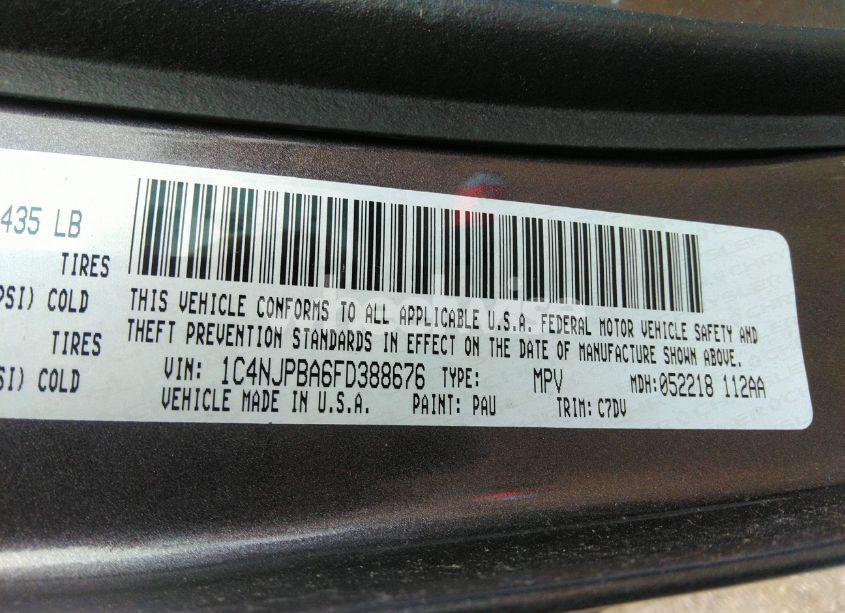 435 LB
TIRES
PSI) COLD
TIRES
SI) COLD
THIS VEHICLE CONFORMS TO ALL APPLICABLE U.S.A. FEDERAL MOTOR VEHICLE SAFETY AND
THEFT PREVENTION STANDARDS IN EFFECT ON THE DATE OF MANUFACTURE SHOWN ABOVE.
VIN: 1C4NJPBA6FD388676 TYPE: MPV MDH:052218 112AA
VEHICLE MADE IN U.S.A. PAINT: PAU TRIM: C7DV